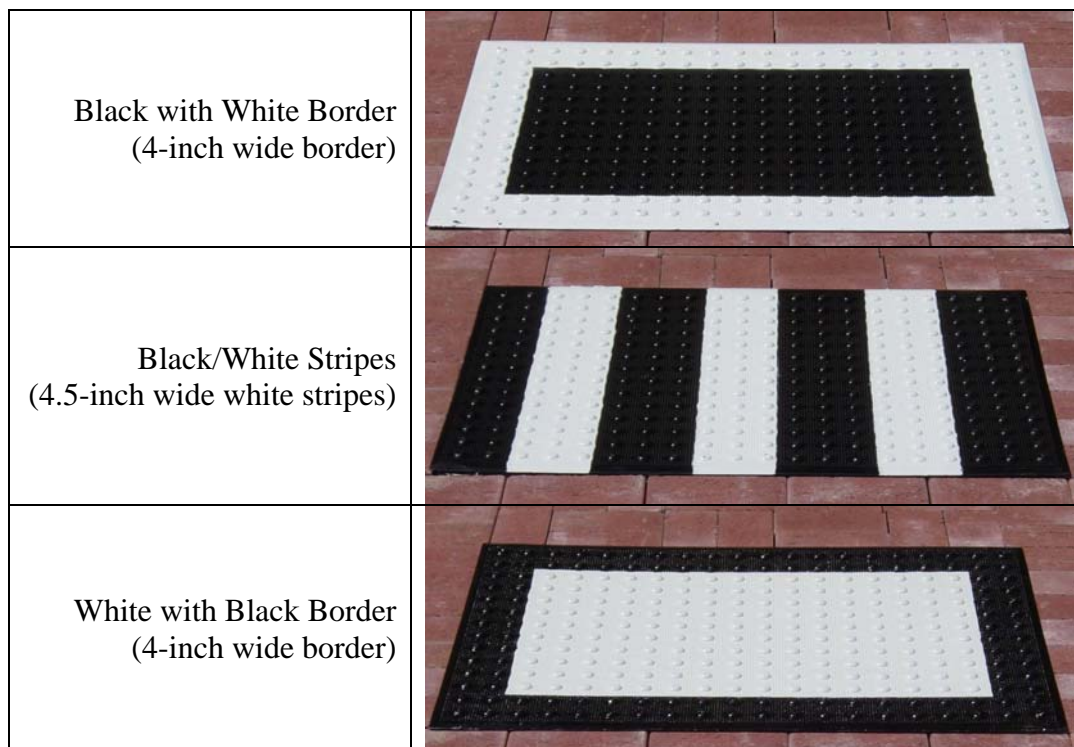 Black with White Border
(4-inch wide border)
Black/White Stripes
(4.5-inch wide white stripes)
White with Black Border
(4-inch wide border)